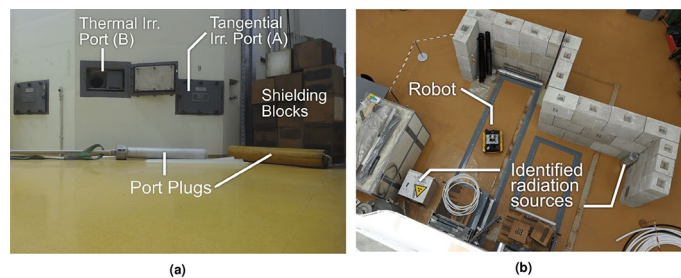 Thermal Irr.
Port (B)
Tangential
Irr. Port (A)
Shielding
Blocks
Port Plugs
(a)
Robot
Identified
radiation
sources
(b)